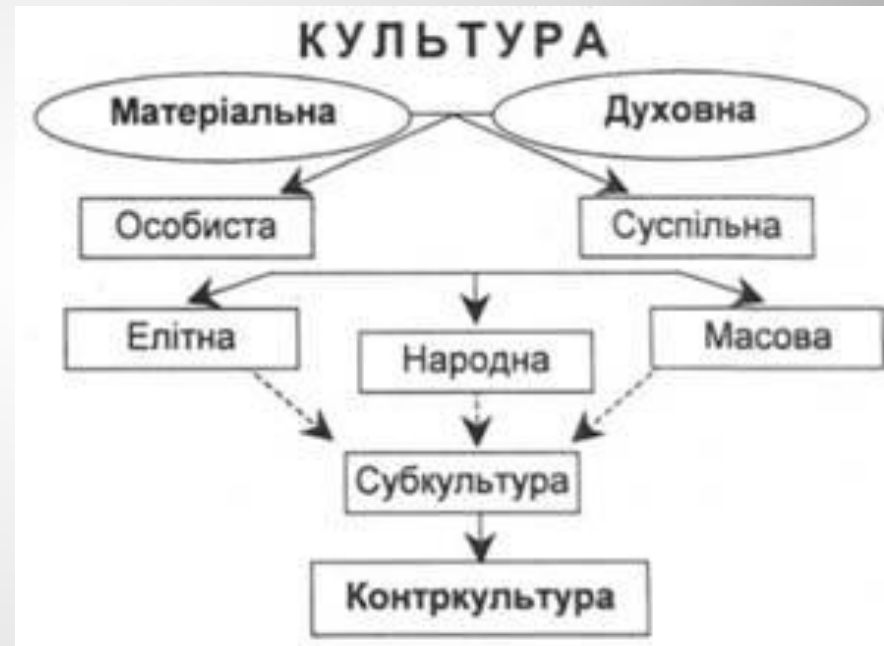 КУЛЬТУРА
Матеріальна
Духовна
Особиста
Суспільна
Елітна
Народна
Масова
Субкультура
Контркультура